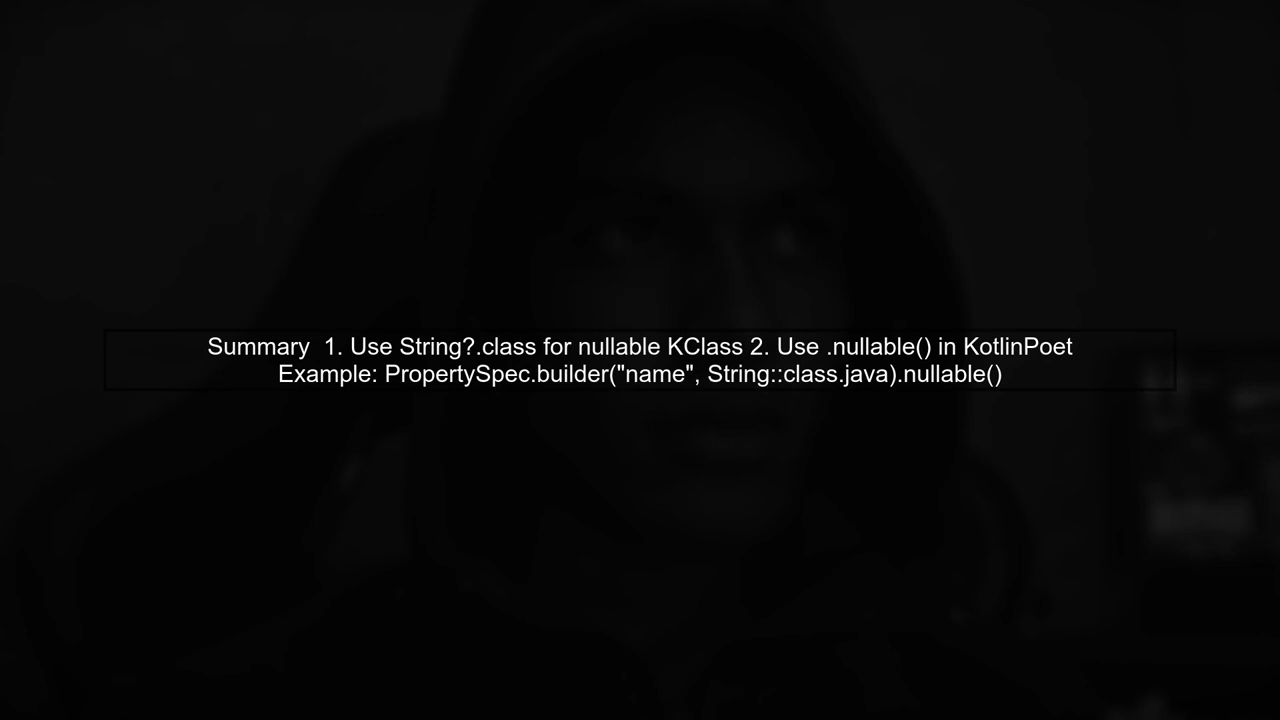 Summary  1. Use String?.class for nullable KClass 2. Use .nullable() in KotlinPoet
Example: PropertySpec.builder("name", String::class.java).nullable()